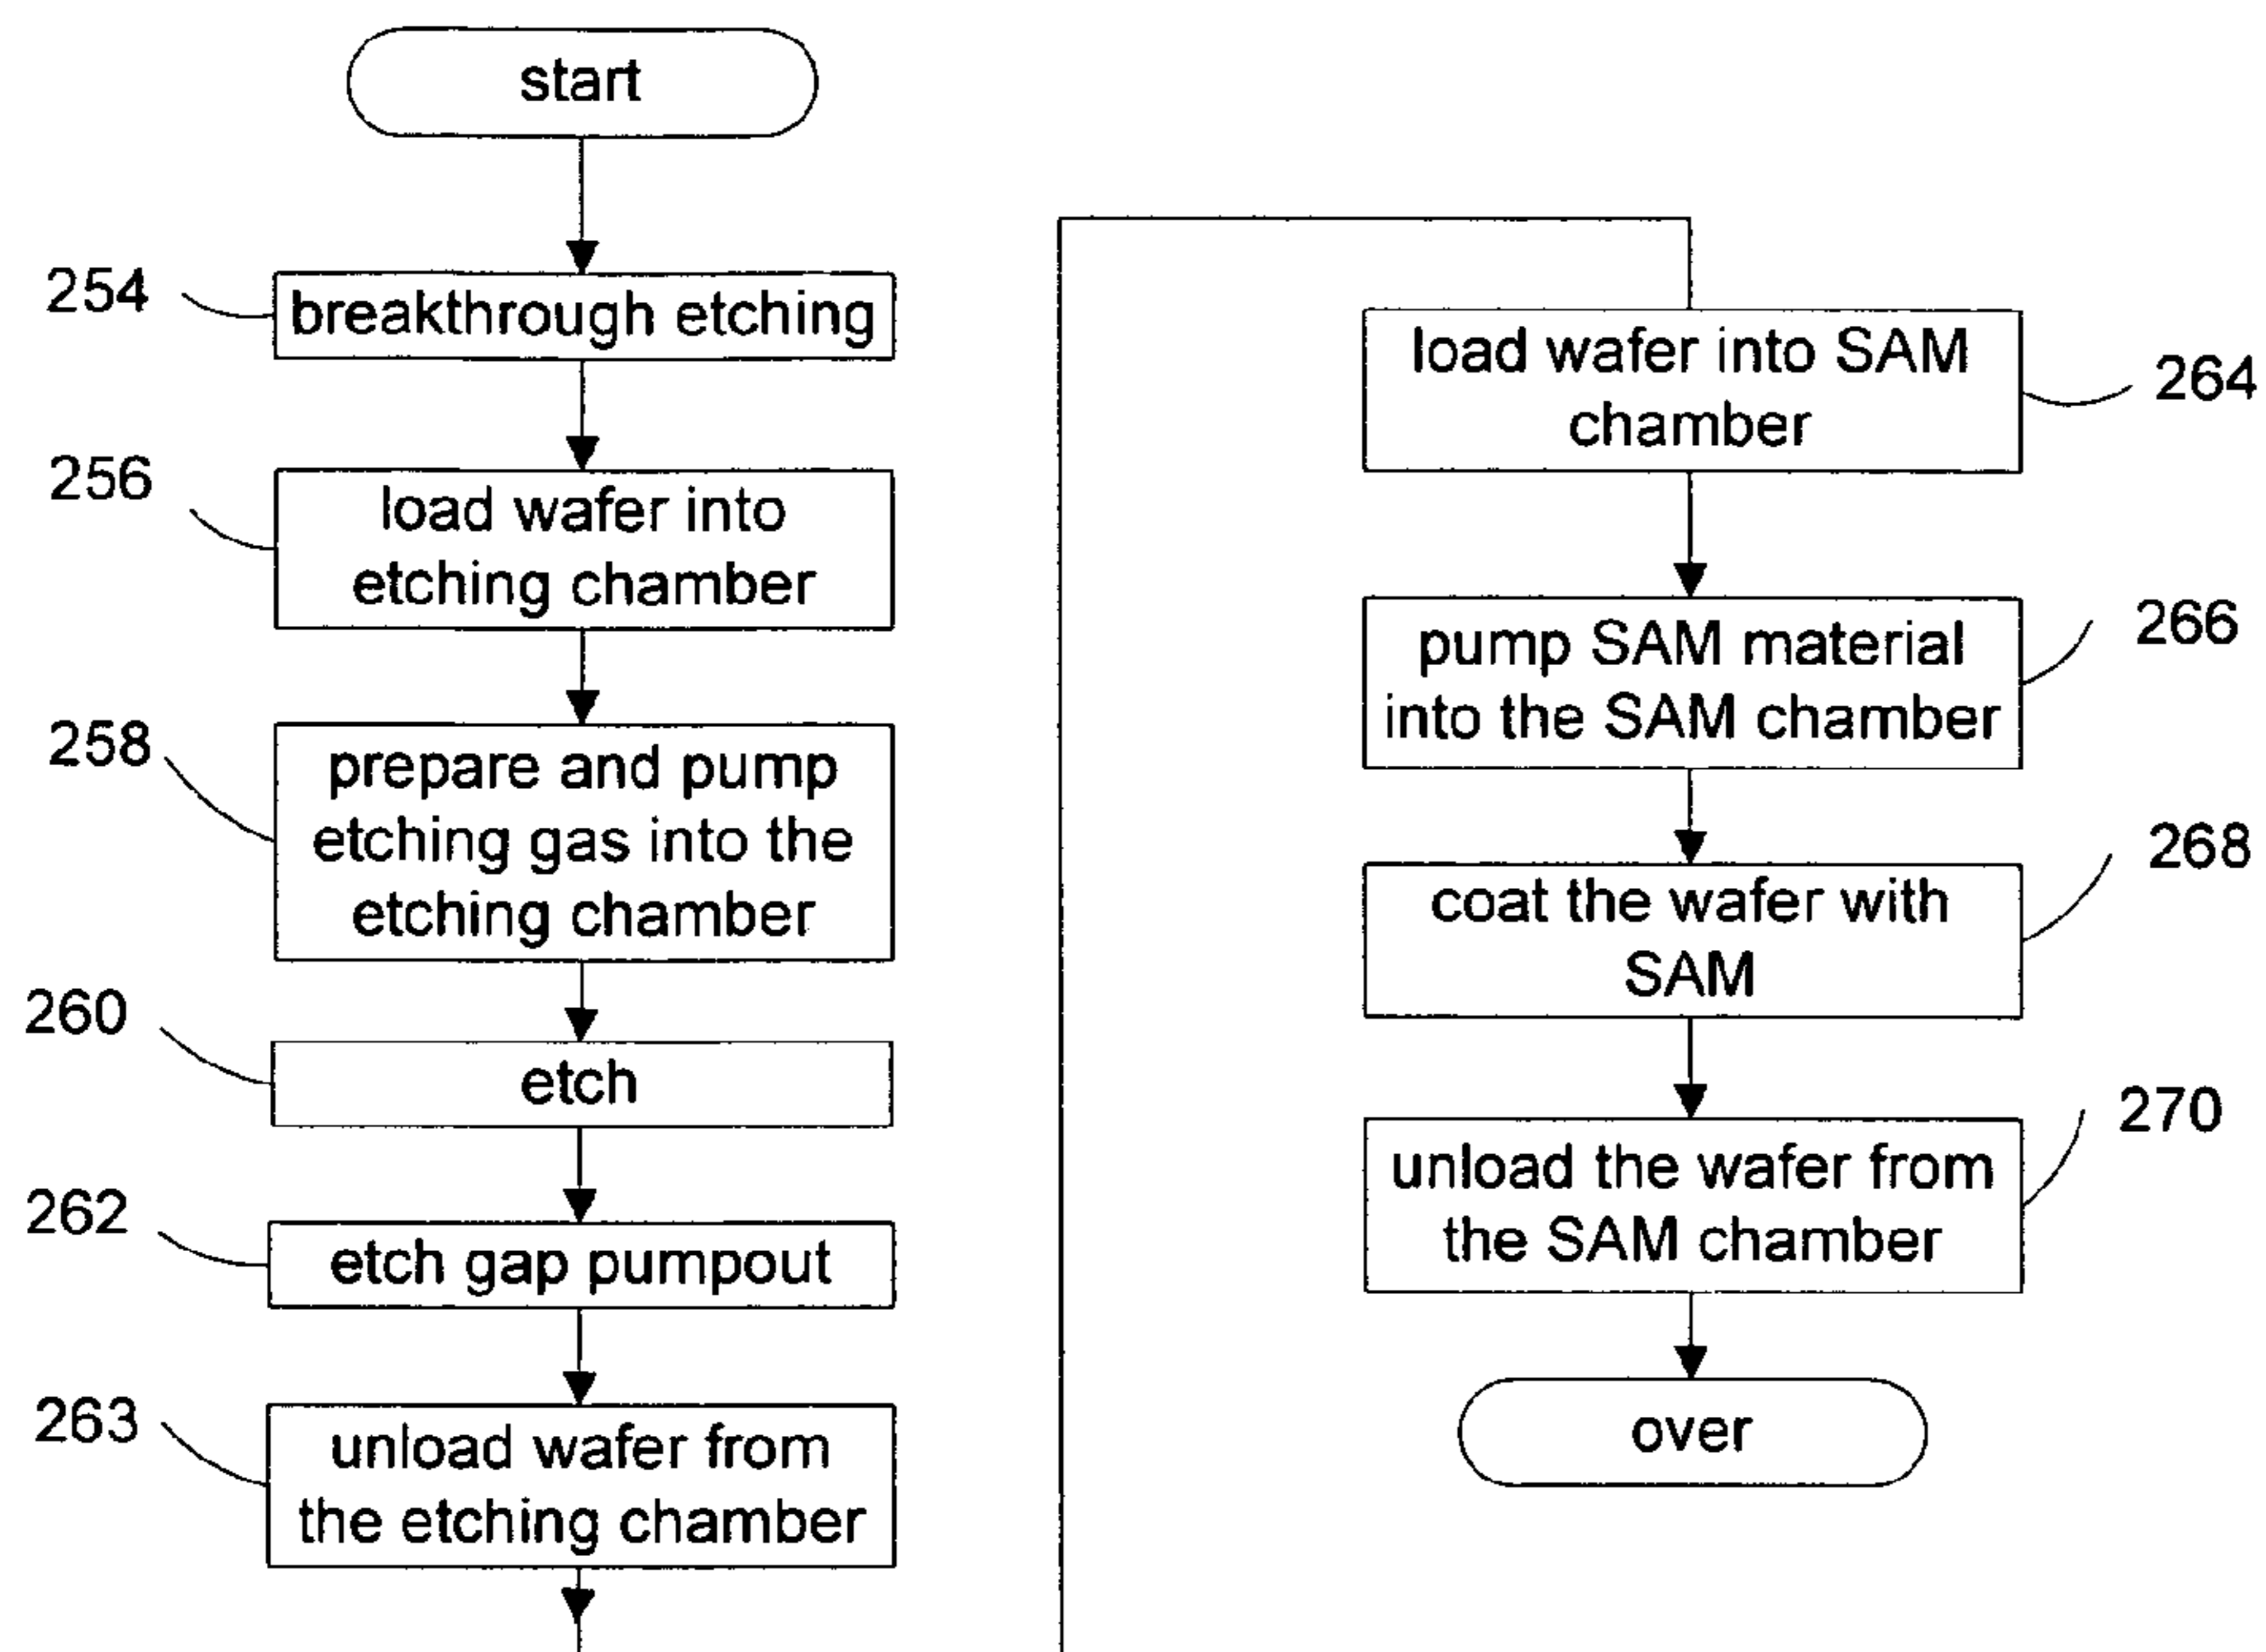 start
254
breakthrough etching
256
load wafer into
etching chamber
258
prepare and pump
etching gas into the
etching chamber
260
etch
262
etch gap pumpout
263
unload wafer from
the etching chamber
load wafer into SAM
chamber
264
pump SAM material
into the SAM chamber
266
coat the wafer with
SAM
268
unload the wafer from
the SAM chamber
270
over